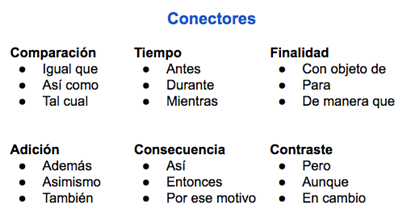 Conectores
Comparación
● Igual que
● Así como
● Tal cual
Tiempo
● Antes
● Durante
● Mientras
Finalidad
● Con objeto de
● Para
● De manera que
Adición
● Además
● Asimismo
● También
Consecuencia
● Así
● Entonces
● Por ese motivo
Contraste
● Pero
● Aunque
● En cambio